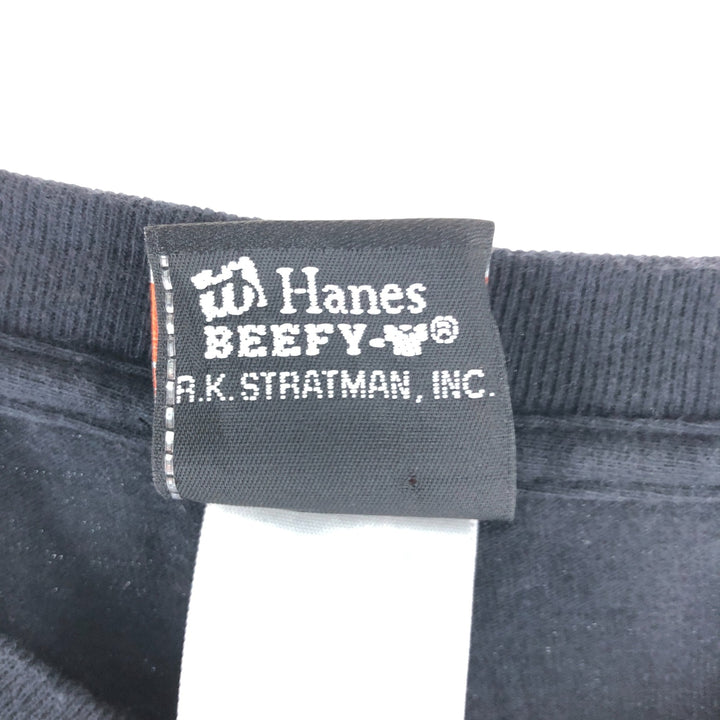 Hanes
BEEFY-T®
R.K. STRATMAN, INC.